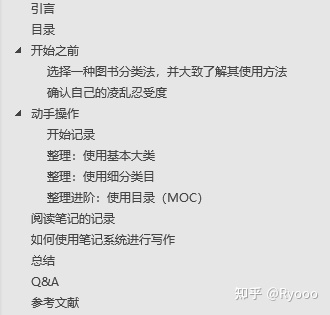 引言
目录
开始之前
选择一种图书分类法，并大致了解其使用方法
确认自己的凌乱忍受度
动手操作
开始记录
整理：使用基本大类
整理：使用细分类目
整理进阶：使用目录（MOC）
阅读笔记的记录
如何使用笔记系统进行写作
总结
Q&A
参考文献
知乎 @Ryooo